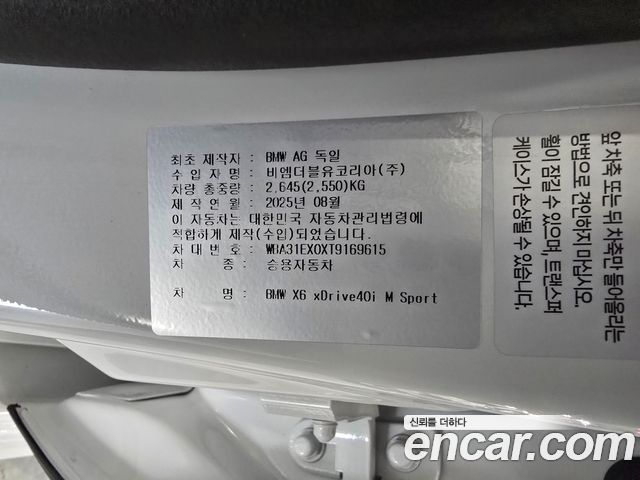 최초 제작자 : BMW AG 독일
수 입 자 명 : 비엠더블유코리아(주)
차량 총중량 : 2,645(2,550)KG
제 작 연 월 : 2025년 08월
이 자동차는 대한민국 자동차관리법령에
적합하게 제작(수입)되었습니다.
차 대 번 호 : WBA31EX0XT9169615
차 종 : 승용자동차
차 명 : BMW X6 xDrive40i M Sport
앞 차축 또는 뒤 차축만 들어올리는
방법으로 견인하지 마십시오.
휠이 잠길 수 있으며, 트랜스퍼
케이스가 손상될 수 있습니다.
신뢰를 더하다
encar.com